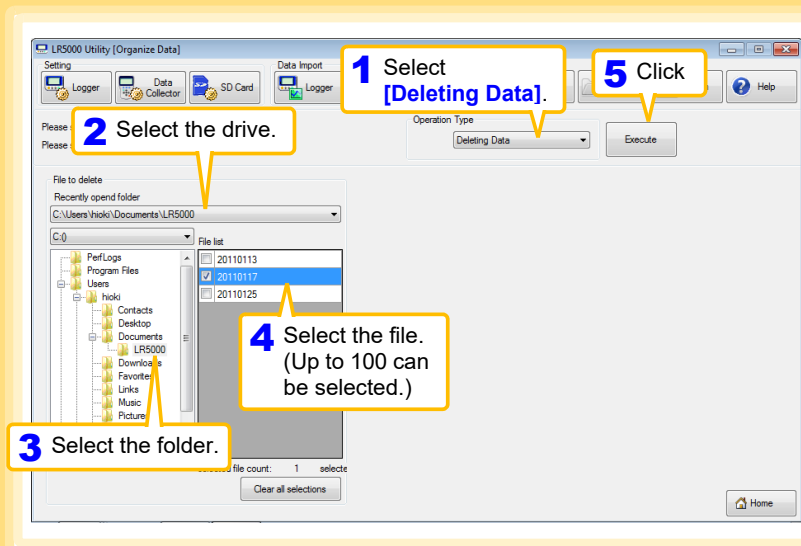 LR5000 Utility [Organize Data]
Setting
Data Import
Logger
Data
Collector
SD Card
Logger
Help
1 Select
[Deleting Data].
5 Click
Please
Please
2 Select the drive.
Operation Type
Deleting Data
Execute
File to delete
Recently opend folder
C:\Users\hioki\Documents\LR5000
C:()
File list
PerfLogs
Program Files
Users
hioki
Contacts
Desktop
Documents
LR5000
Downloads
Favorites
Links
Music
Picture
20110113
20110117
20110125
4 Select the file.
(Up to 100 can
be selected.)
3 Select the folder.
file count: 1 selecte
Clear all selections
Home